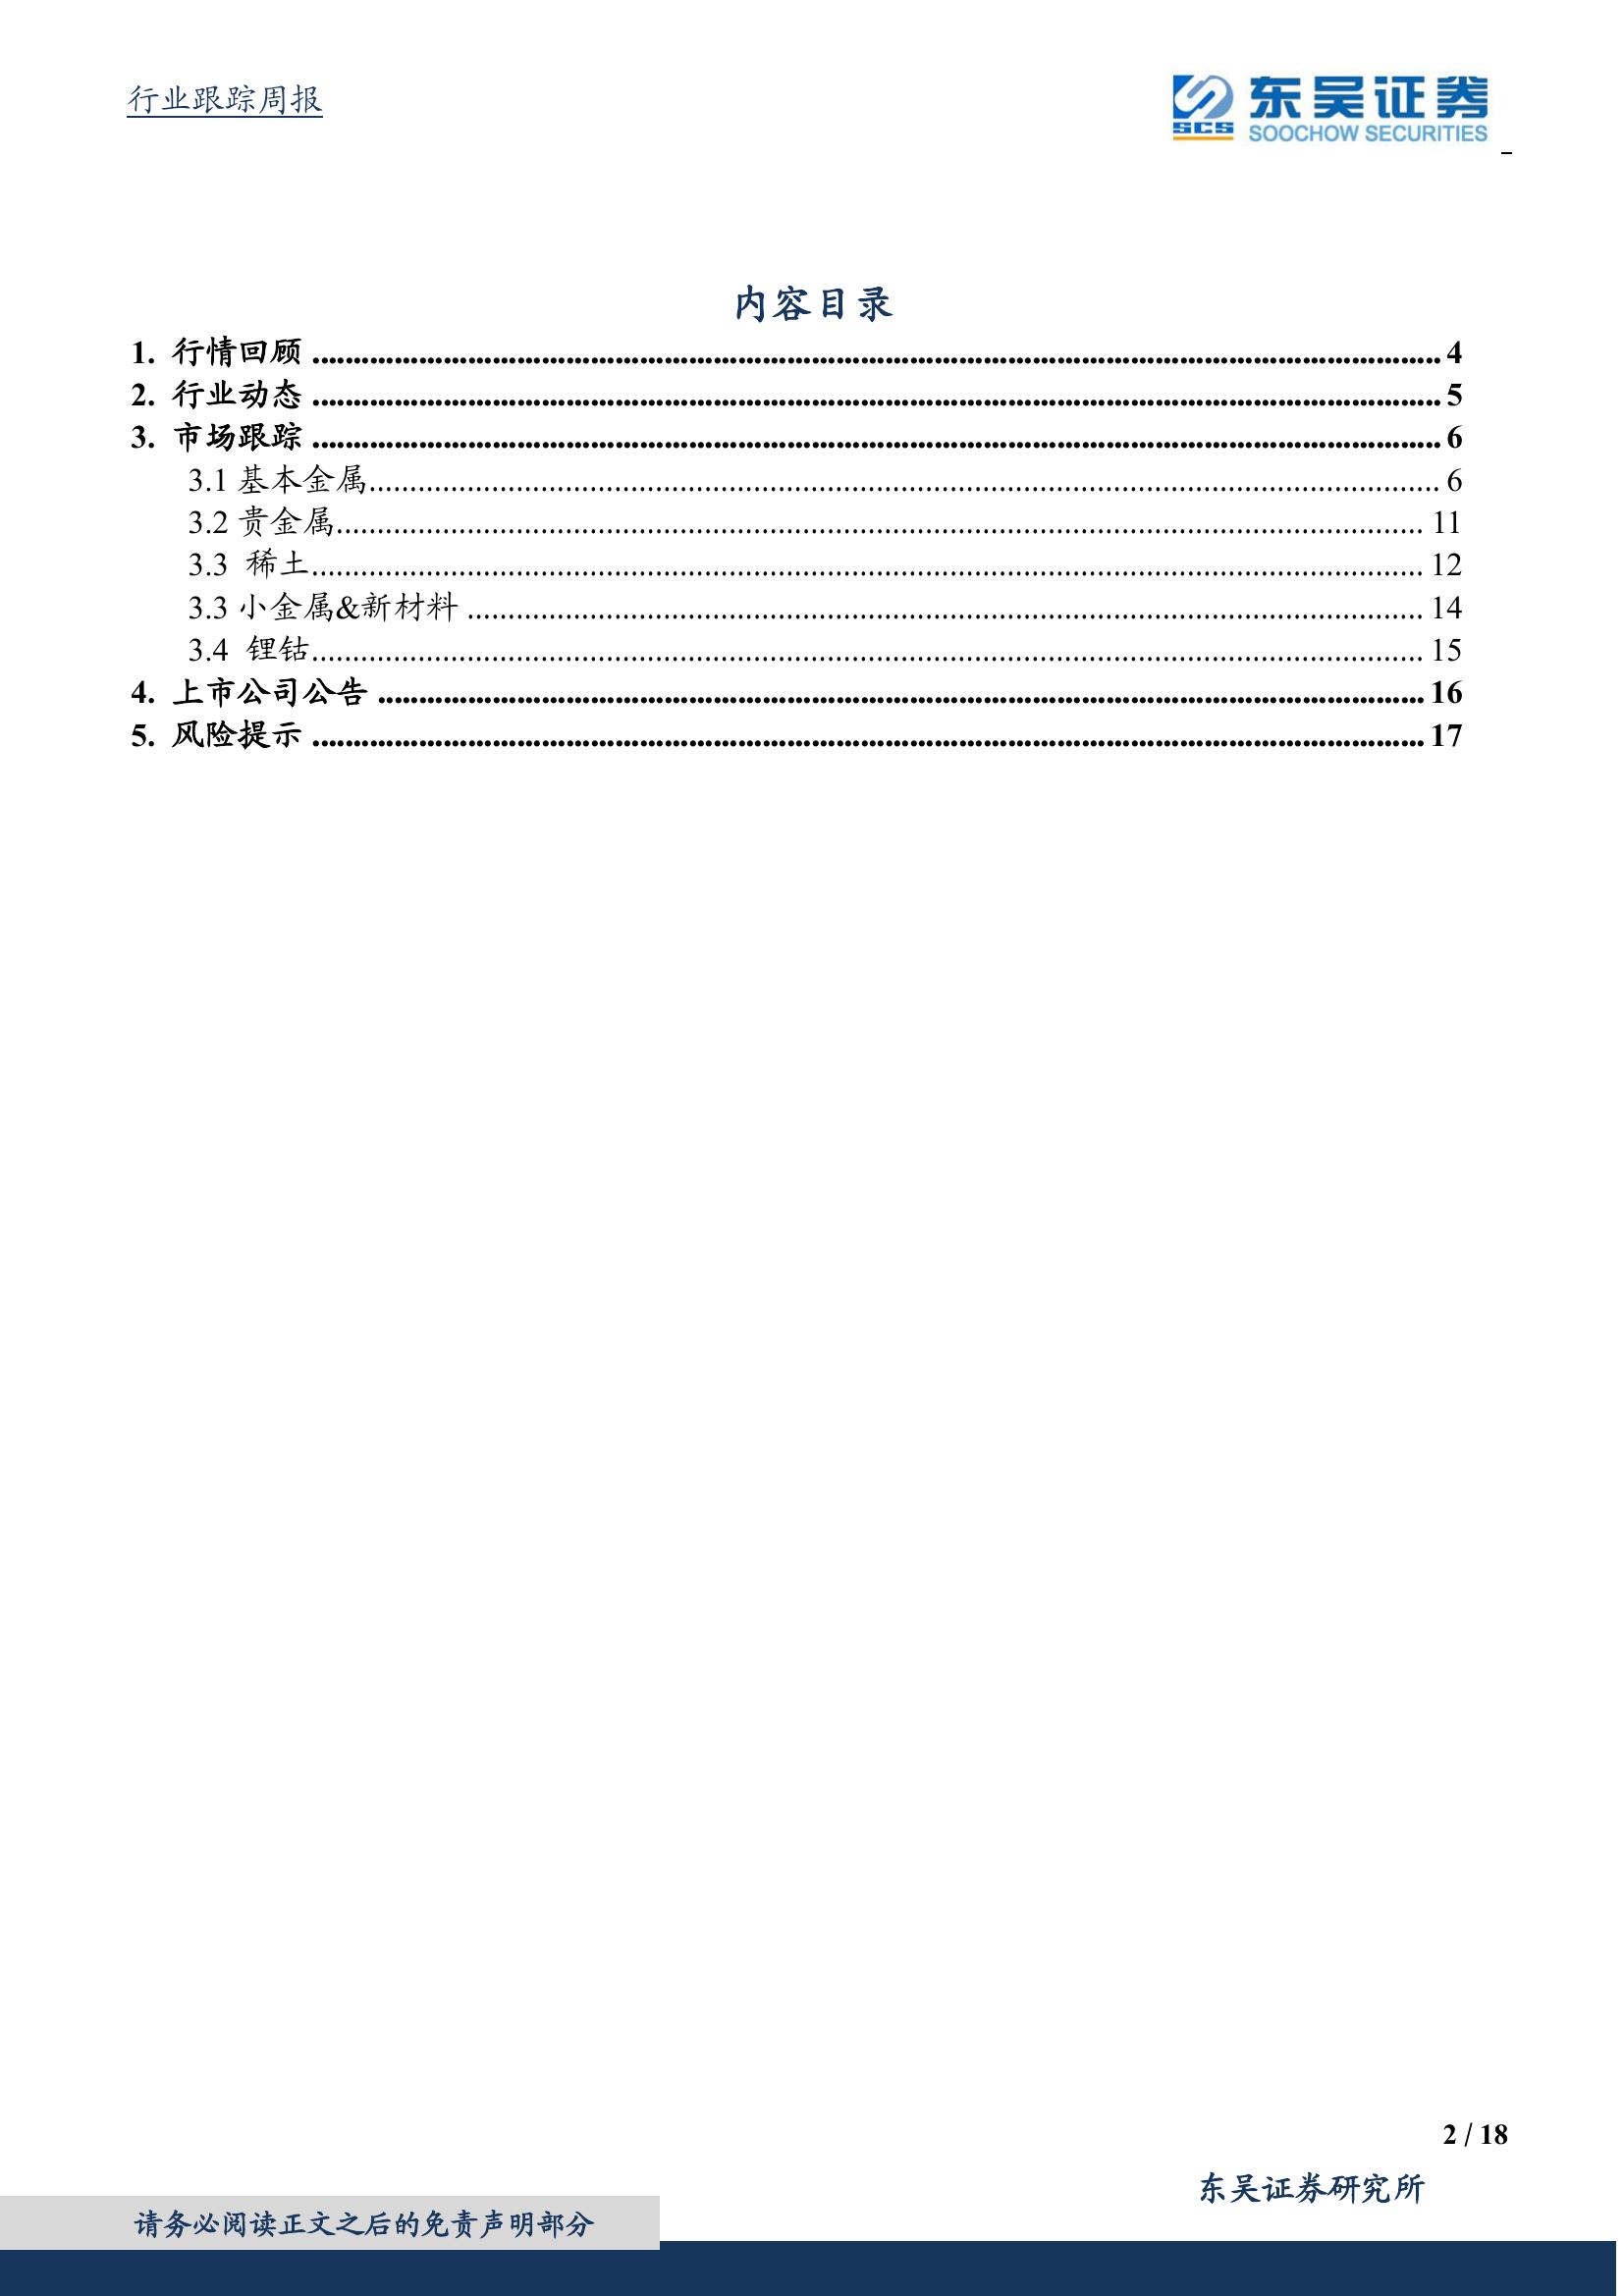 行业跟踪周报
SCS
东吴证券
SOOCHOW SECURITIES
内容目录
1. 行情回顾 ........................................ 4
2. 行业动态 ........................................ 5
3. 市场跟踪 ........................................ 6
3.1 基本金属........................................ 6
3.2 贵金属........................................ 11
3.3 稀土........................................ 12
3.3 小金属&新材料 ........................................ 14
3.4 锂钴........................................ 15
4. 上市公司公告 ........................................ 16
5. 风险提示 ........................................ 17
2 / 18
东吴证券研究所
请务必阅读正文之后的免责声明部分